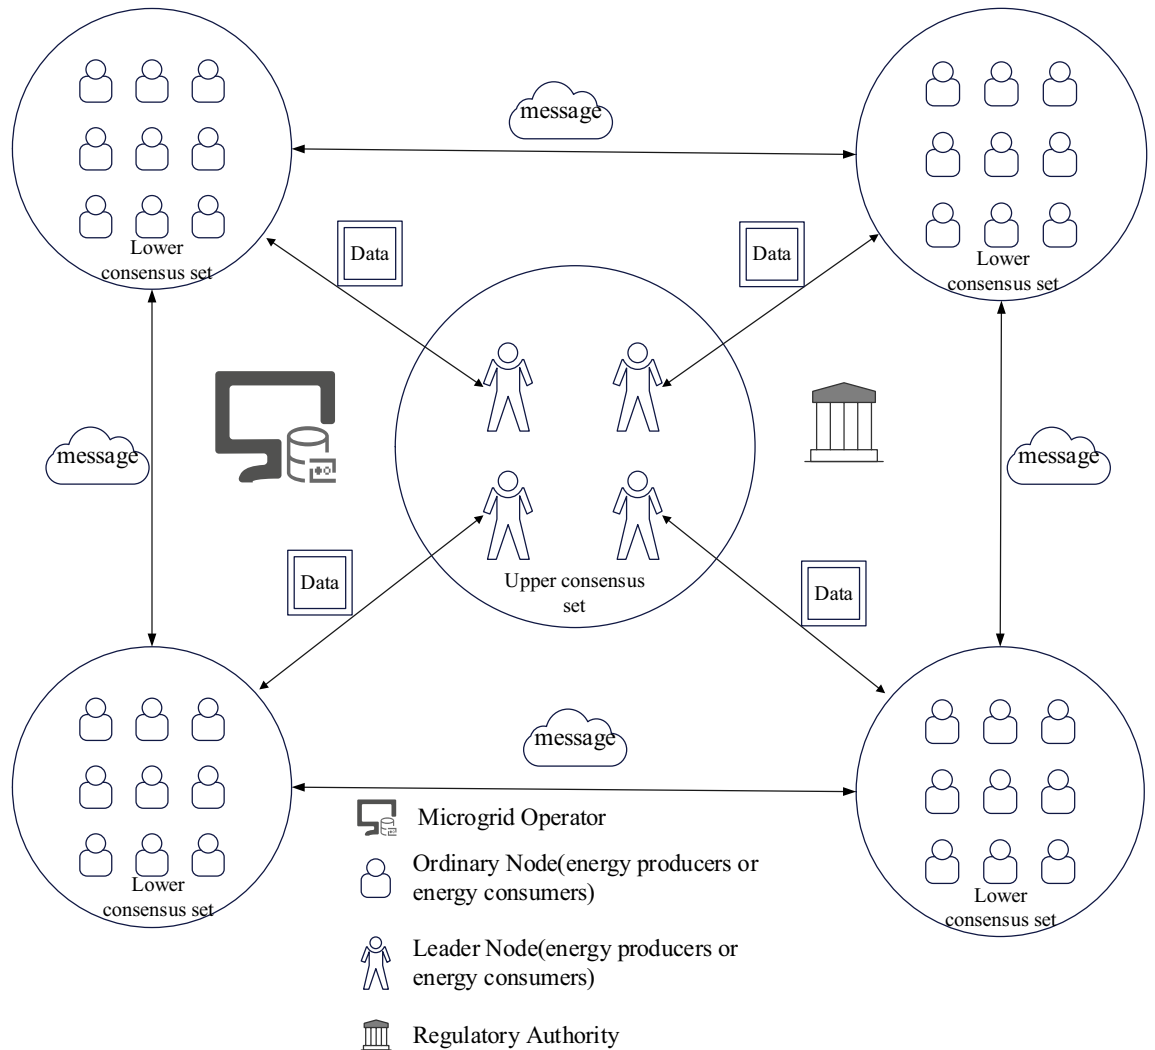 message
Data
Data
Lower
consensus set
Lower
consensus set
message
message
Data
Upper consensus
set
Data
message
Lower
consensus set
Lower
consensus set
Microgrid Operator
Ordinary Node(energy producers or
energy consumers)
Leader Node(energy producers or
energy consumers)
Regulatory Authority